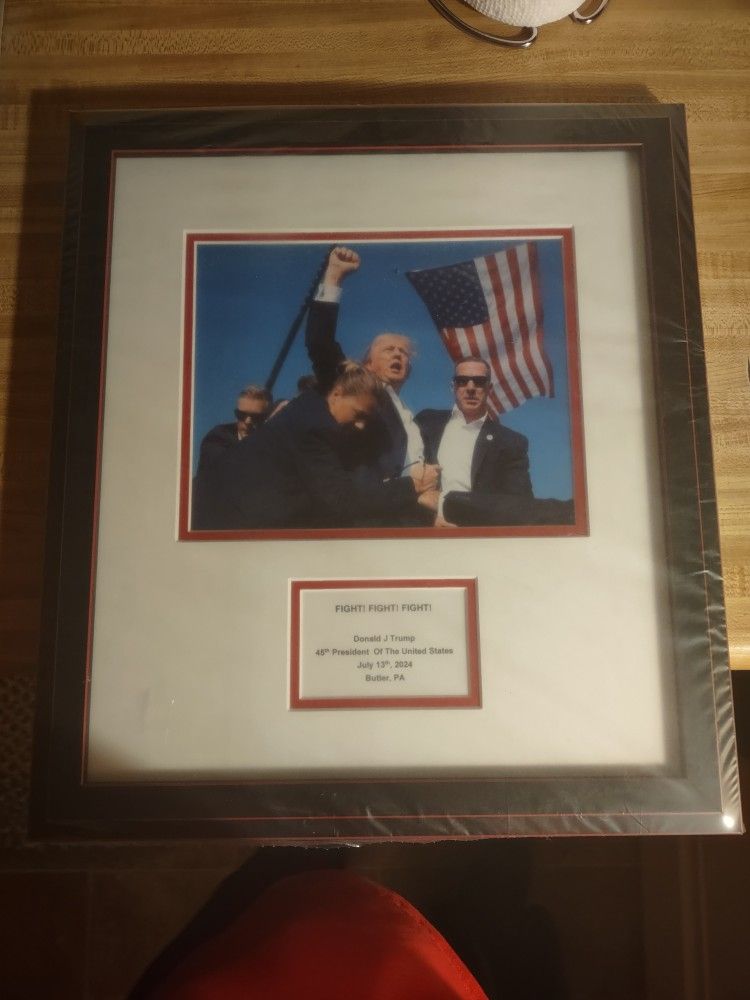 FIGHT! FIGHT! FIGHT!
Donald J Trump
45th President Of The United States
July 13th, 2024
Butler, PA